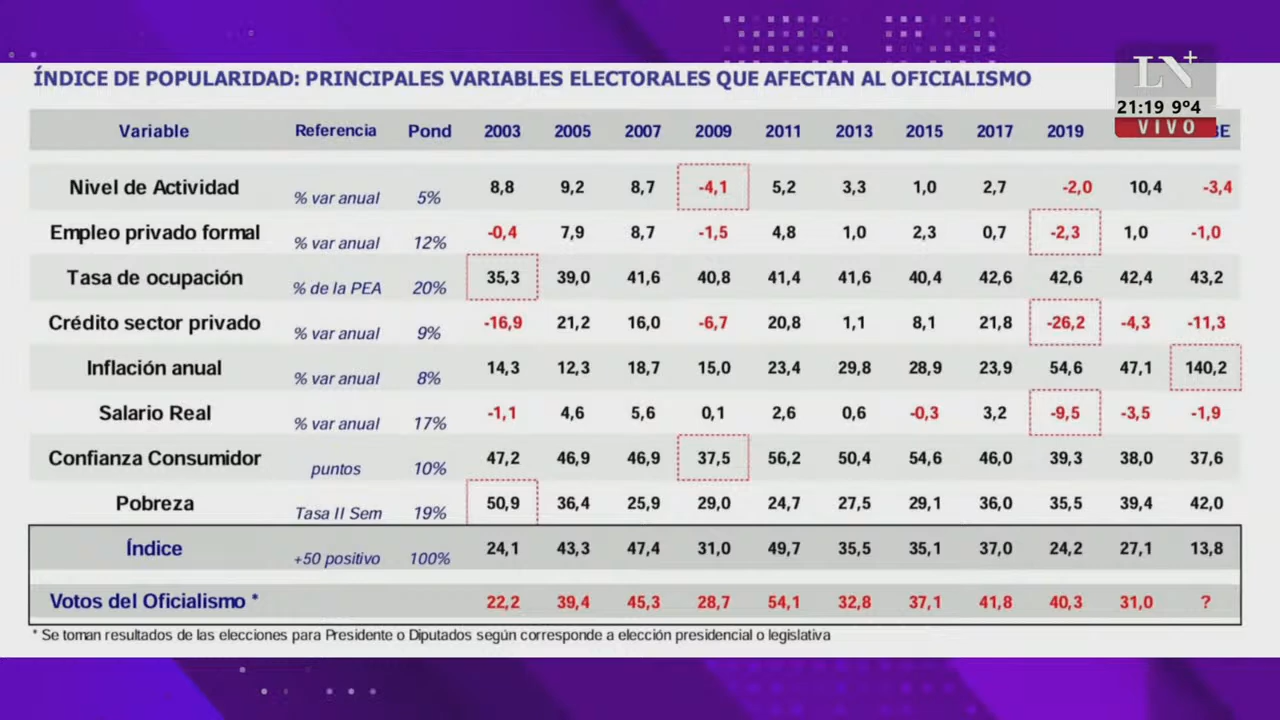 ÍNDICE DE POPULARIDAD: PRINCIPALES VARIABLES ELECTORALES QUE AFECTAN AL OFICIALISMO
LN+
21:19 9º4
VIVO
Variable Referencia Pond 2003 2005 2007 2009 2011 2013 2015 2017 2019
Nivel de Actividad % var anual 5% 8,8 9,2 8,7 -4,1 5,2 3,3 1,0 2,7 -2,0 10,4 -3,4
Empleo privado formal % var anual 12% -0,4 7,9 8,7 -1,5 4,8 1,0 2,3 0,7 -2,3 1,0 -1,0
Tasa de ocupación % de la PEA 20% 35,3 39,0 41,6 40,8 41,4 41,6 40,4 42,6 42,6 42,4 43,2
Crédito sector privado % var anual 9% -16,9 21,2 16,0 -6,7 20,8 1,1 8,1 21,8 -26,2 -4,3 -11,3
Inflación anual % var anual 8% 14,3 12,3 18,7 15,0 23,4 29,8 28,9 23,9 54,6 47,1 140,2
Salario Real % var anual 17% -1,1 4,6 5,6 0,1 2,6 0,6 -0,3 3,2 -9,5 -3,5 -1,9
Confianza Consumidor puntos 10% 47,2 46,9 46,9 37,5 56,2 50,4 54,6 46,0 39,3 38,0 37,6
Pobreza Tasa II Sem 19% 50,9 36,4 25,9 29,0 24,7 27,5 29,1 36,0 35,5 39,4 42,0
Índice +50 positivo 100% 24,1 43,3 47,4 31,0 49,7 35,5 35,1 37,0 24,2 27,1 13,8
Votos del Oficialismo * 22,2 39,4 45,3 28,7 54,1 32,8 37,1 41,8 40,3 31,0 ?
* Se toman resultados de las elecciones para Presidente o Diputados según corresponde a elección presidencial o legislativa